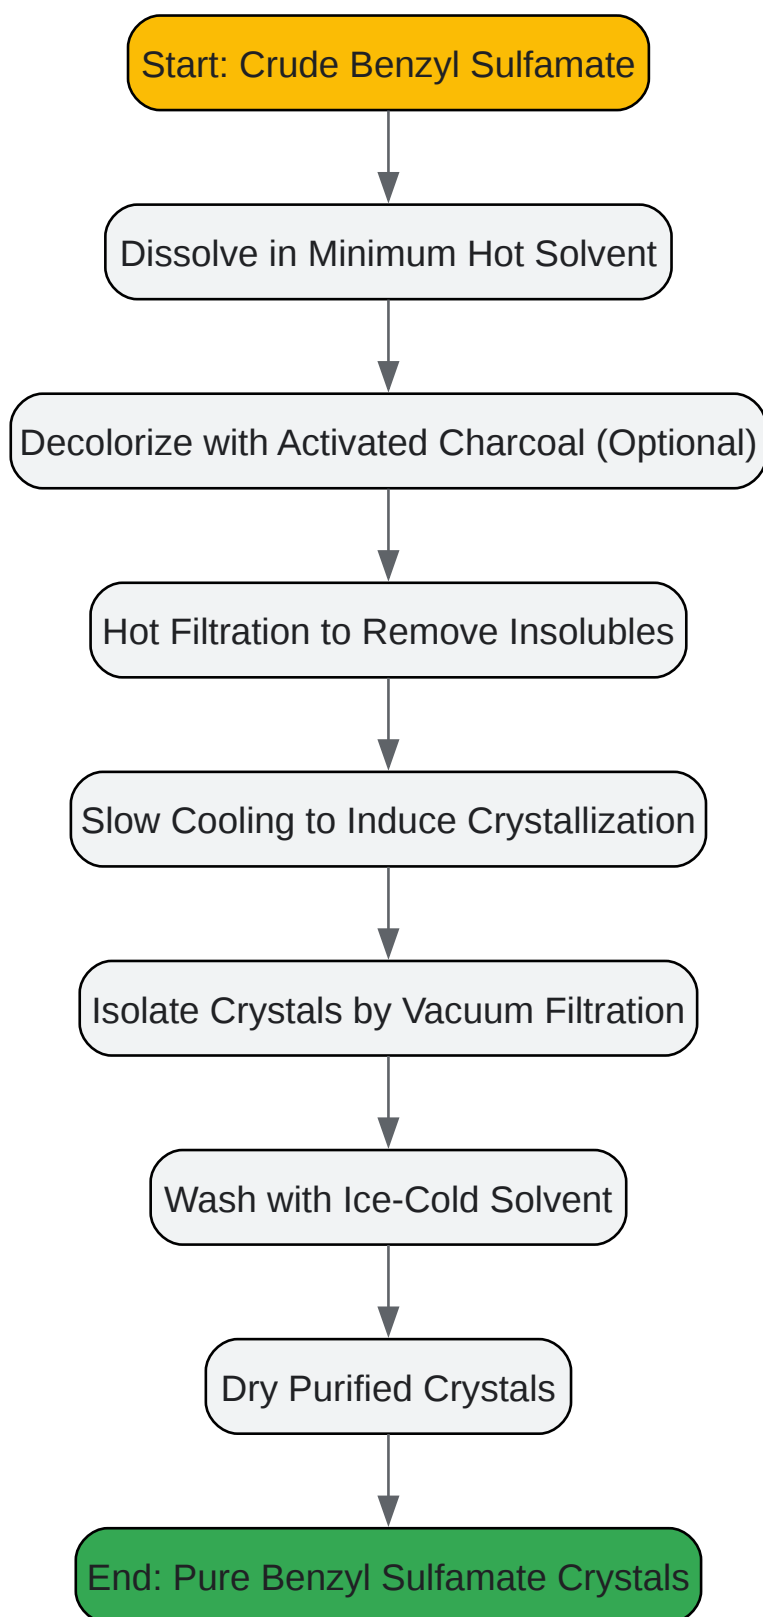 Start: Crude Benzyl Sulfamate
Dissolve in Minimum Hot Solvent
Decolorize with Activated Charcoal (Optional)
Hot Filtration to Remove Insolubles
Slow Cooling to Induce Crystallization
Isolate Crystals by Vacuum Filtration
Wash with Ice-Cold Solvent
Dry Purified Crystals
End: Pure Benzyl Sulfamate Crystals